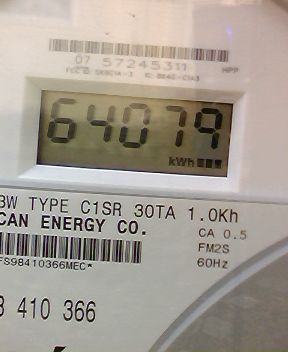 07 57245311 HPP
64079
kWh
3W TYPE C1SR 30TA 1.0Kh
CAN ENERGY CO. CA 0.5
FM2S
FS98410366MEC* 60Hz
3 410 366